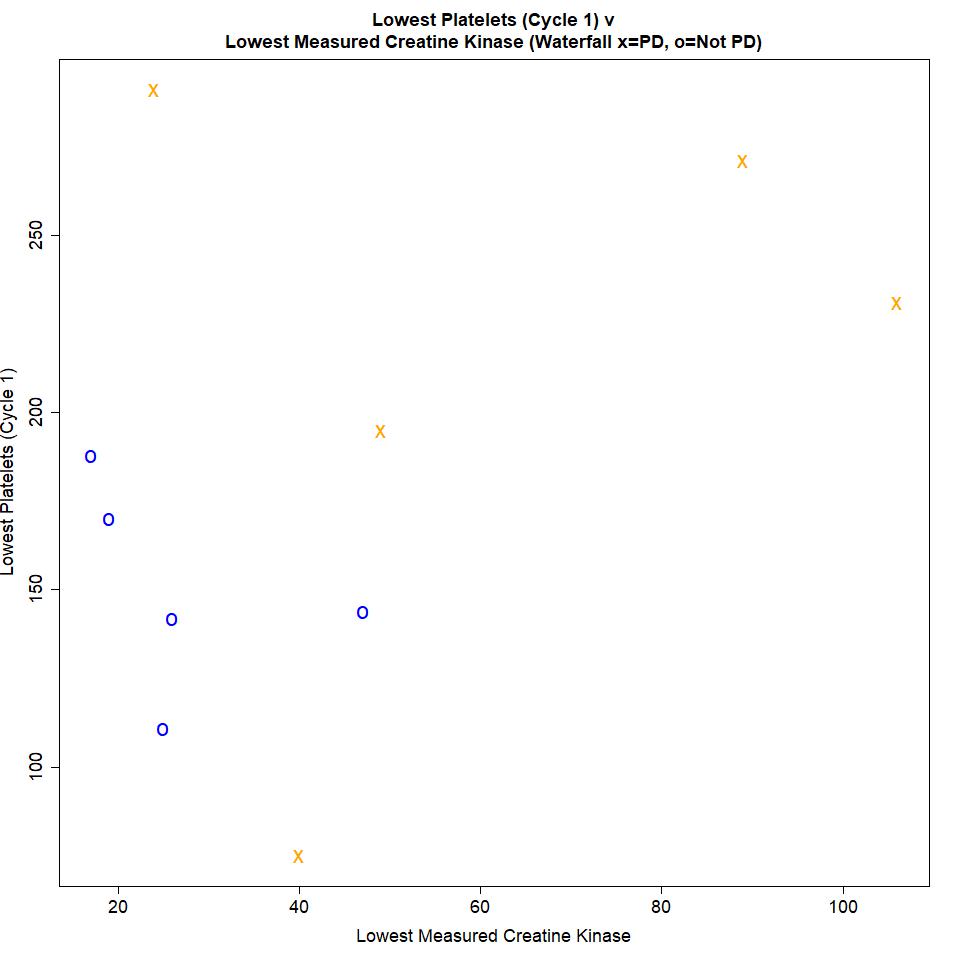 Lowest Platelets (Cycle 1) v
Lowest Measured Creatine Kinase (Waterfall x=PD, o=Not PD)
Lowest Platelets (Cycle 1)
250
200
150
100
X
X
X
X
O
O
O
O
O
X
20 40 60 80 100
Lowest Measured Creatine Kinase